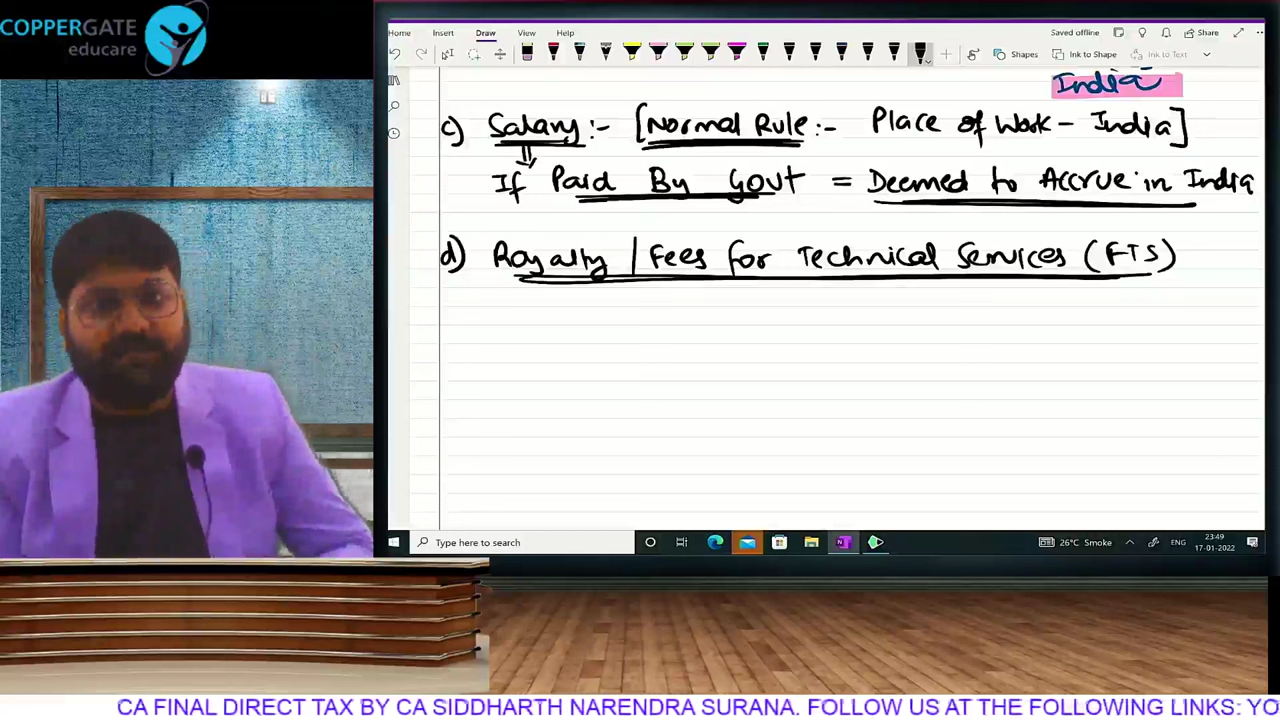 COPPERGATE
educare
Home Insert Draw View Help Saved offline Share
Shapes Ink to Shape Ink to Text
India
c) Salary :- [Normal Rule :- Place of Work - India]
If Paid By Govt = Deemed to Accrue in India
d) Royalty | Fees for Technical Services (FTS)
Type here to search 26°C Smoke ENG 23:49
17-01-2022
CA FINAL DIRECT TAX BY CA SIDDHARTH NARENDRA SURANA. FOLLOW US AT THE FOLLOWING LINKS: YO